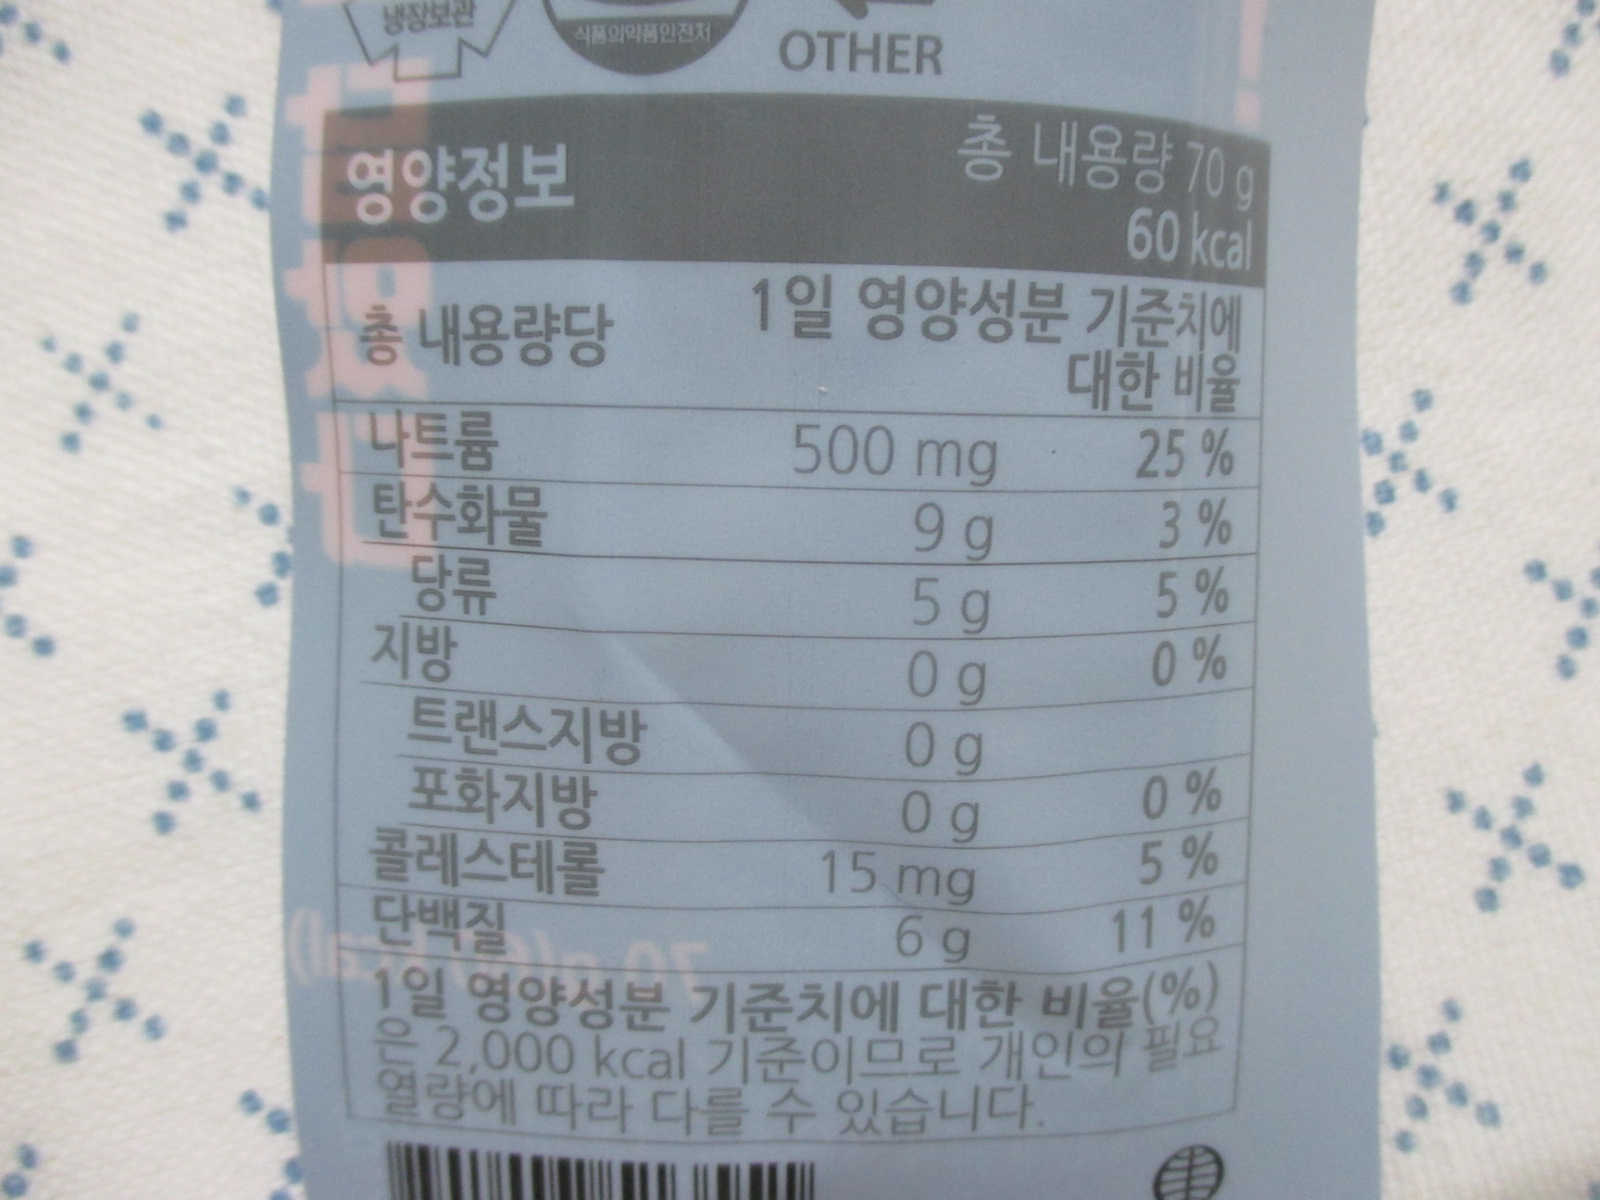 냉장보관
식품의약품안전처
OTHER
영양정보
총 내용량 70 g
60 kcal
총 내용량당
1일 영양성분 기준치에
대한 비율
나트륨 500 mg 25 %
탄수화물 9 g 3 %
당류 5 g 5 %
지방 0 g 0 %
트랜스지방 0 g
포화지방 0 g 0 %
콜레스테롤 15 mg 5 %
단백질 6 g 11 %
1일 영양성분 기준치에 대한 비율(%)
은 2,000 kcal 기준이므로 개인의 필요
열량에 따라 다를 수 있습니다.